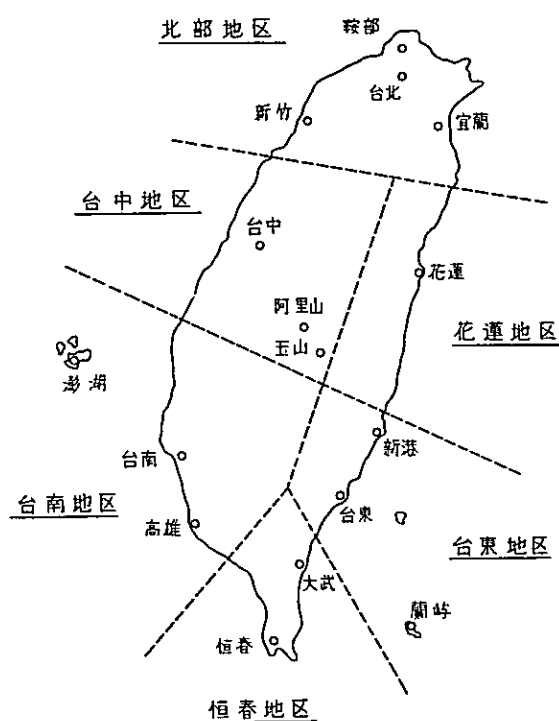 北部地区
鞍部
台北
新竹
宜蘭
台中地区
台中
花蓮
阿里山
玉山
花蓮地区
澎湖
新港
台南
台東
台南地区
高雄
台東地区
大武
蘭嶼
恒春
恒春地区